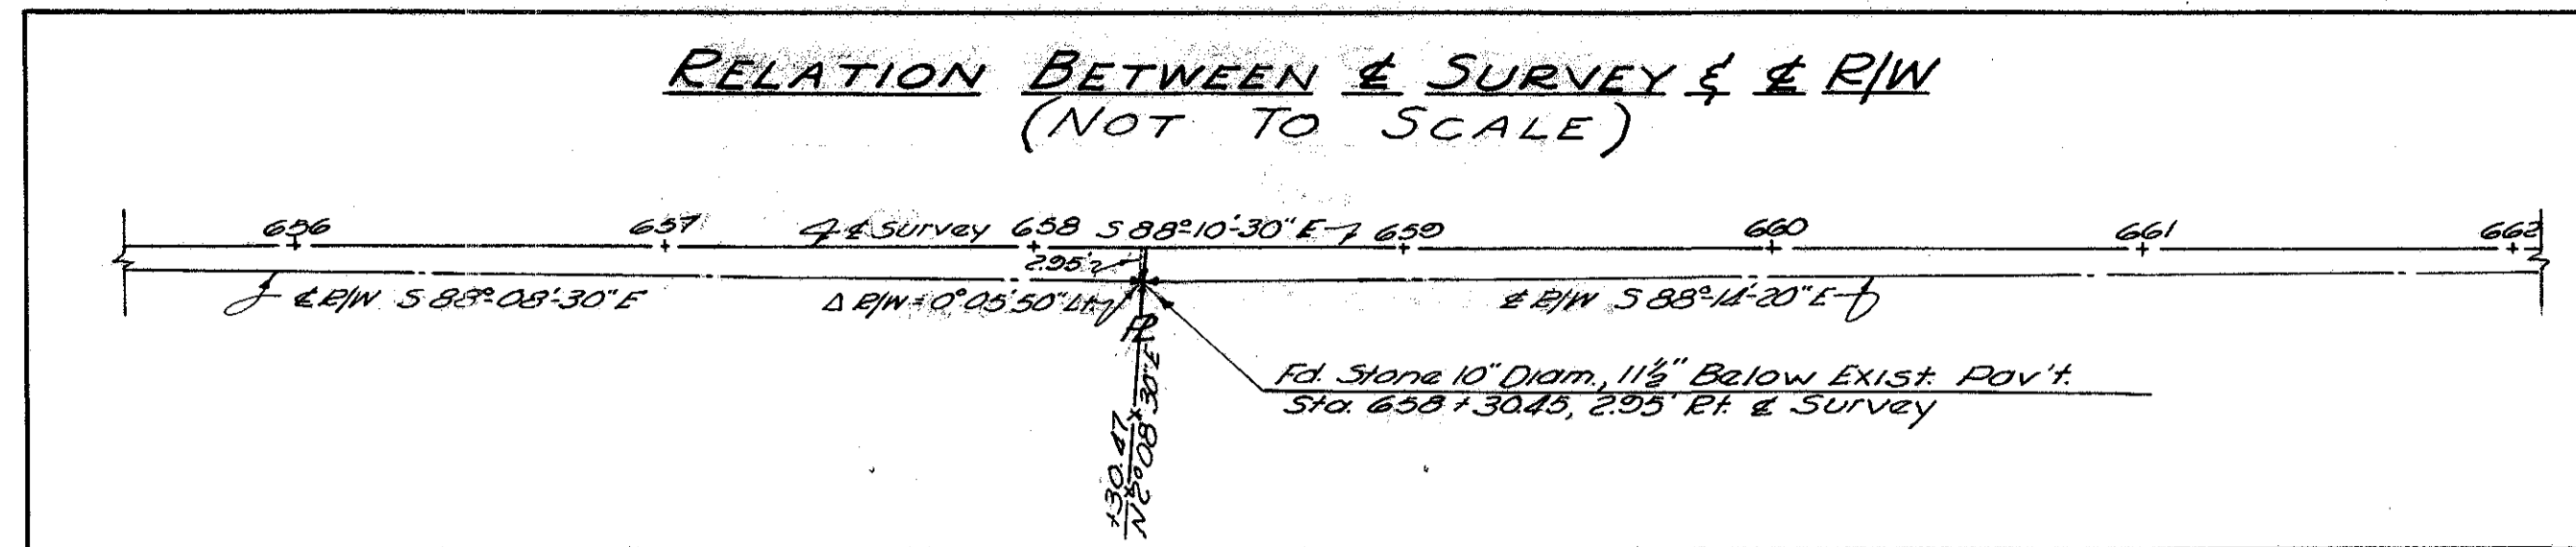 RELATION BETWEEN ℄ SURVEY & ℄ R/W
(NOT TO SCALE)
656 657 ℄ Survey 658 S 88°-10'-30" E 659 660 661 662
2.95'
℄ R/W S 88°-08'-30" E Δ R/W = 0°05'50" Lt. ℄ R/W S 88°-14'-20" E
PL
Fd. Stone 10" Diam., 11½" Below Exist. Pav't.
Sta. 658+30.45, 2.95' Rt. ℄ Survey
+30.47
N 2°08'30" E